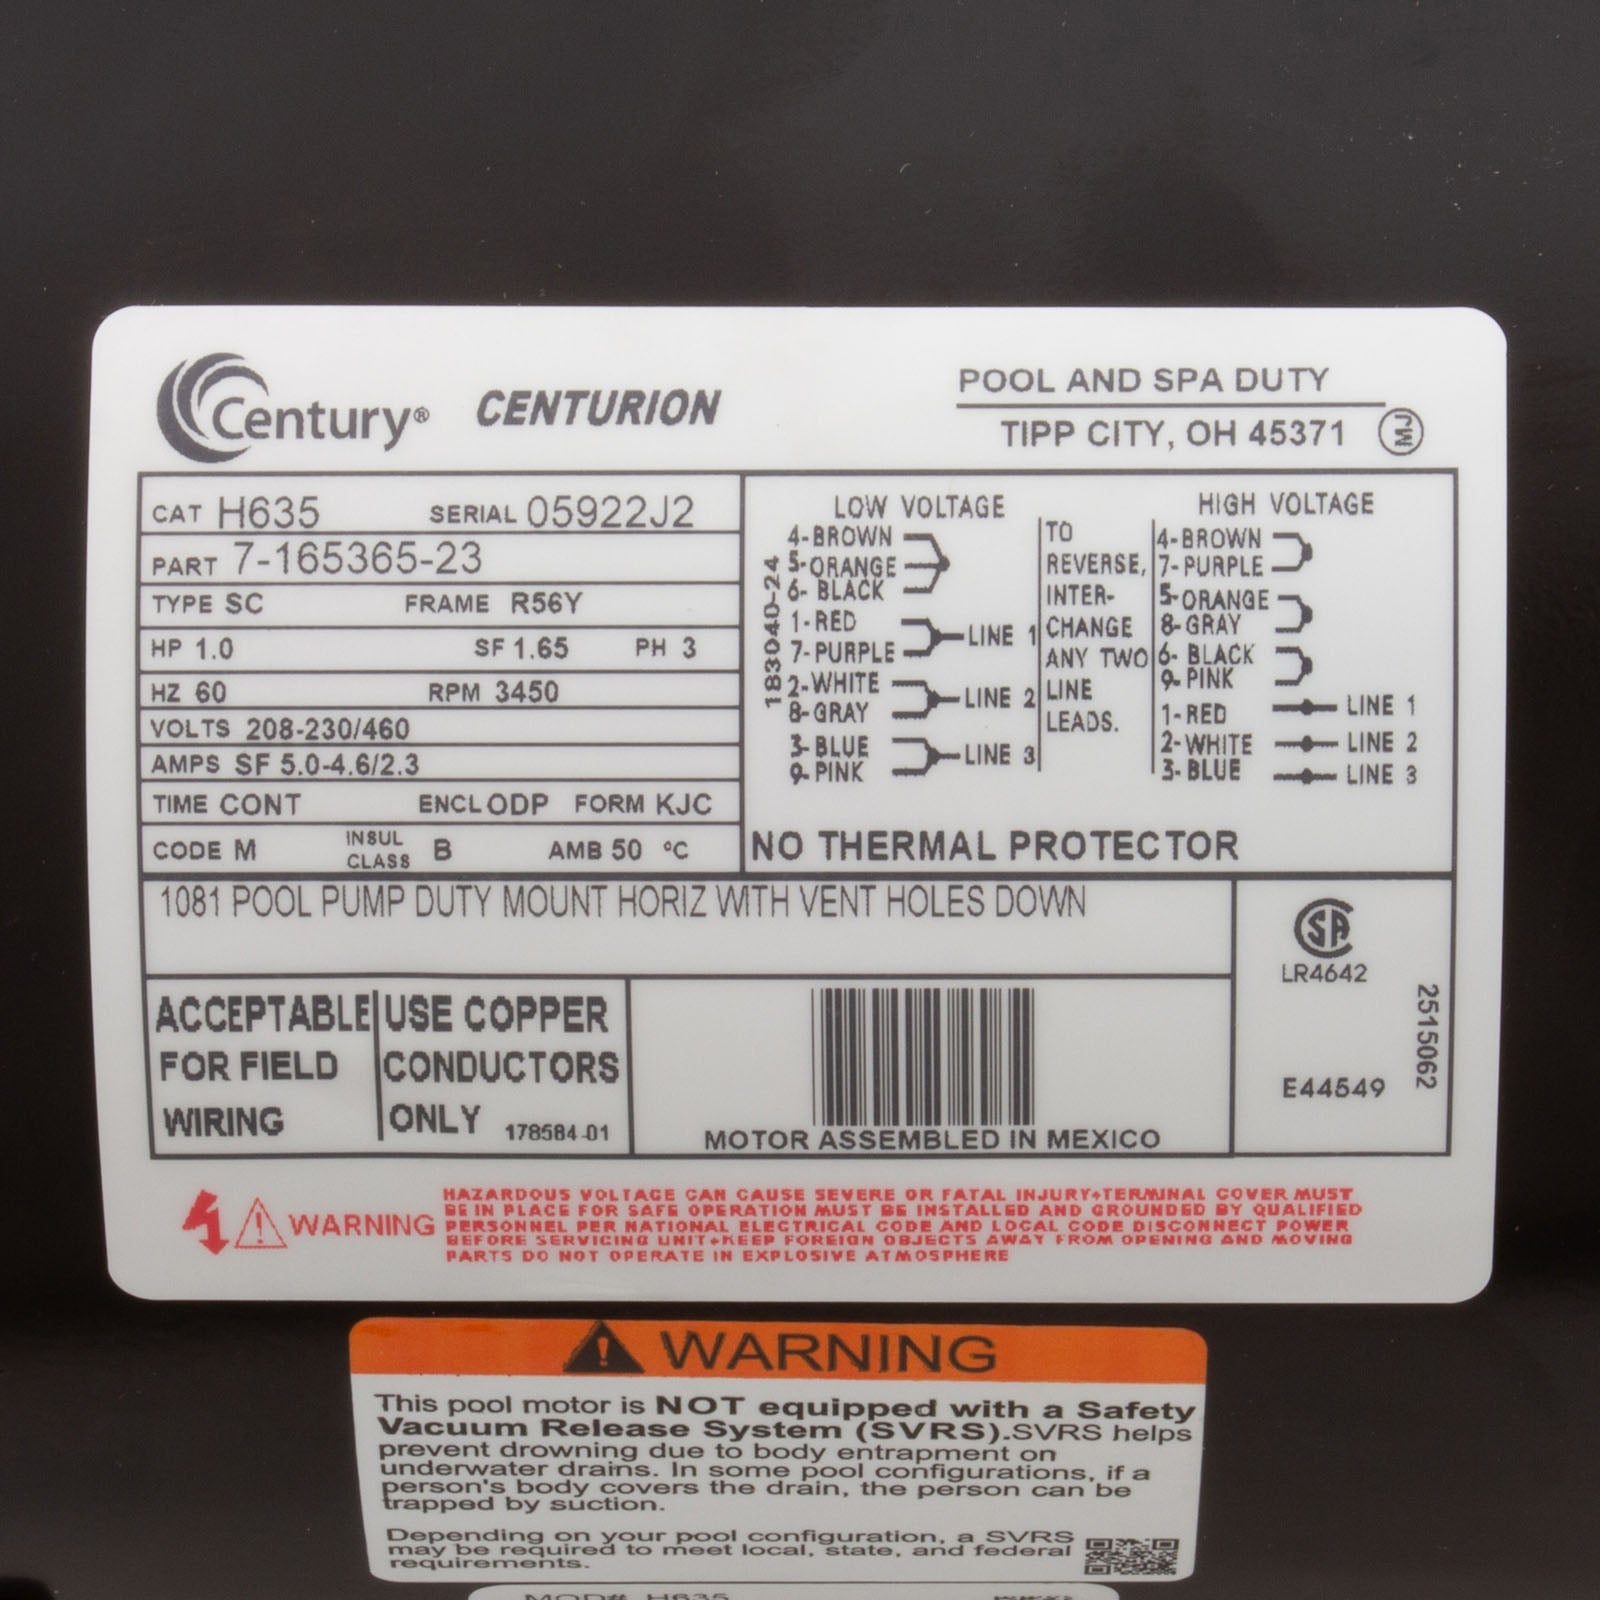 Century® CENTURION
POOL AND SPA DUTY
TIPP CITY, OH 45371
CAT H635 SERIAL 05922J2
PART 7-165365-23
TYPE SC FRAME R56Y
HP 1.0 SF 1.65 PH 3
HZ 60 RPM 3450
VOLTS 208-230/460
AMPS SF 5.0-4.6/2.3
TIME CONT ENCL ODP FORM KJC
CODE M INSUL CLASS B AMB 50 °C
183040-24
LOW VOLTAGE
4-BROWN
5-ORANGE
6- BLACK
1-RED
7-PURPLE
LINE 1
2-WHITE
8-GRAY
LINE 2
3-BLUE
9-PINK
LINE 3
TO
REVERSE,
INTER-
CHANGE
ANY TWO
LINE
LEADS.
HIGH VOLTAGE
4-BROWN
7-PURPLE
5-ORANGE
8-GRAY
6- BLACK
9-PINK
1-RED LINE 1
2-WHITE LINE 2
3-BLUE LINE 3
NO THERMAL PROTECTOR
1081 POOL PUMP DUTY MOUNT HORIZ WITH VENT HOLES DOWN
ACCEPTABLE
FOR FIELD
WIRING
USE COPPER
CONDUCTORS
ONLY 178584-01
MOTOR ASSEMBLED IN MEXICO
SA
LR4642
E44549
2515062
WARNING
HAZARDOUS VOLTAGE CAN CAUSE SEVERE OR FATAL INJURY•TERMINAL COVER MUST
BE IN PLACE FOR SAFE OPERATION MUST BE INSTALLED AND GROUNDED BY QUALIFIED
PERSONNEL PER NATIONAL ELECTRICAL CODE AND LOCAL CODE DISCONNECT POWER
BEFORE SERVICING UNIT•KEEP FOREIGN OBJECTS AWAY FROM OPENING AND MOVING
PARTS DO NOT OPERATE IN EXPLOSIVE ATMOSPHERE
WARNING
This pool motor is NOT equipped with a Safety
Vacuum Release System (SVRS).SVRS helps
prevent drowning due to body entrapment on
underwater drains. In some pool configurations, if a
person's body covers the drain, the person can be
trapped by suction.
Depending on your pool configuration, a SVRS
may be required to meet local, state, and federal
requirements.
MOD# H635